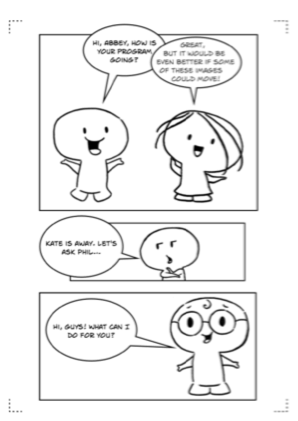 HI, ABBEY, HOW IS
YOUR PROGRAM
GOING?
GREAT,
BUT IT WOULD BE
EVEN BETTER IF SOME
OF THESE IMAGES
COULD MOVE!
KATE IS AWAY. LET'S
ASK PHIL...
HI, GUYS! WHAT CAN I
DO FOR YOU?